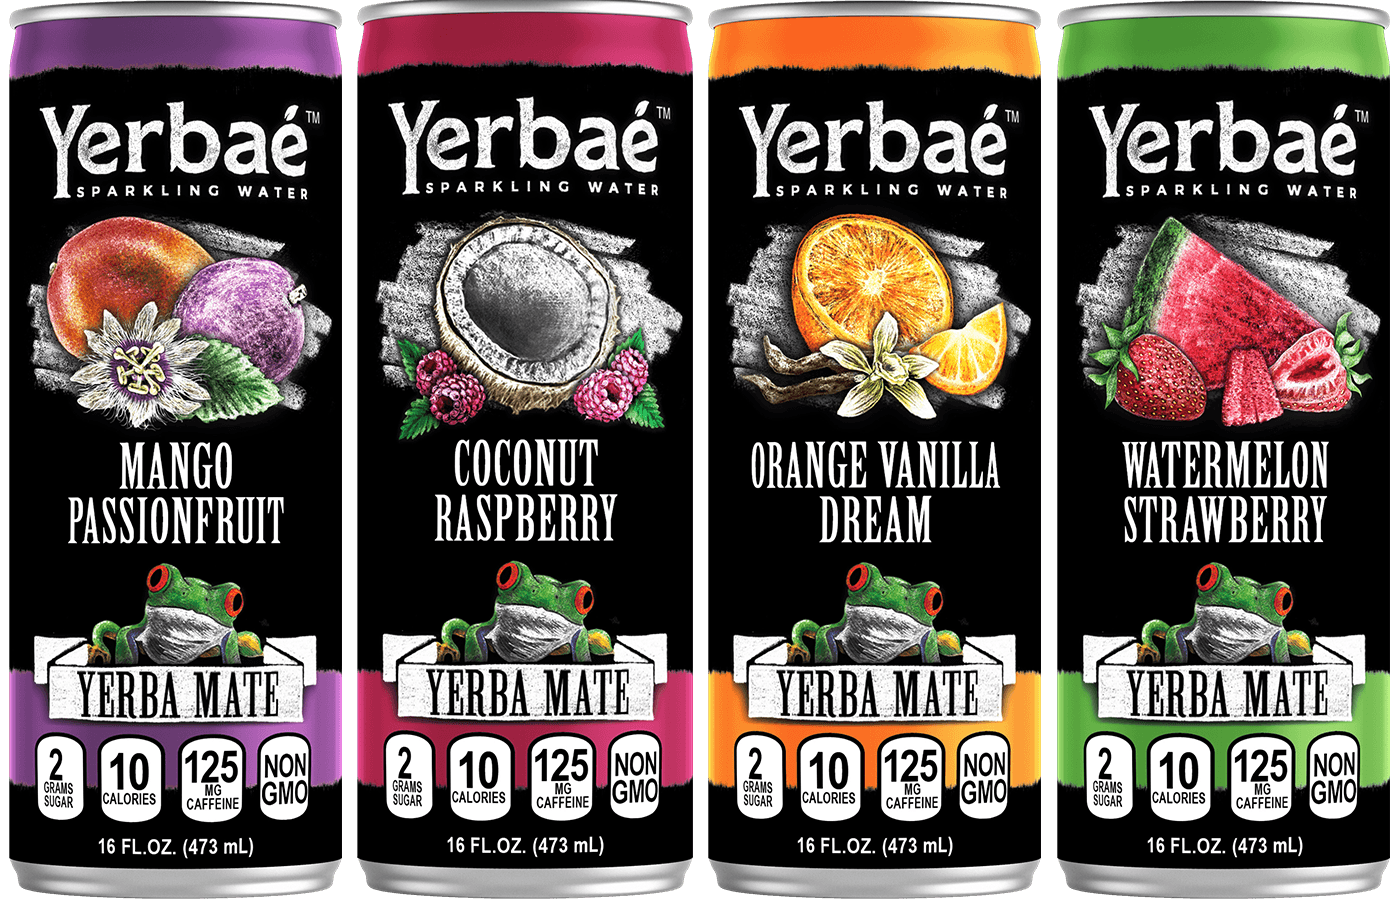 Yerbaé™
SPARKLING WATER
MANGO
PASSIONFRUIT
YERBA MATE
2
GRAMS
SUGAR
10
CALORIES
125
MG
CAFFEINE
NON
GMO
16 FL.OZ. (473 mL)
Yerbaé™
SPARKLING WATER
COCONUT
RASPBERRY
YERBA MATE
2
GRAMS
SUGAR
10
CALORIES
125
MG
CAFFEINE
NON
GMO
16 FL.OZ. (473 mL)
Yerbaé™
SPARKLING WATER
ORANGE VANILLA
DREAM
YERBA MATE
2
GRAMS
SUGAR
10
CALORIES
125
MG
CAFFEINE
NON
GMO
16 FL.OZ. (473 mL)
Yerbaé™
SPARKLING WATER
WATERMELON
STRAWBERRY
YERBA MATE
2
GRAMS
SUGAR
10
CALORIES
125
MG
CAFFEINE
NON
GMO
16 FL.OZ. (473 mL)